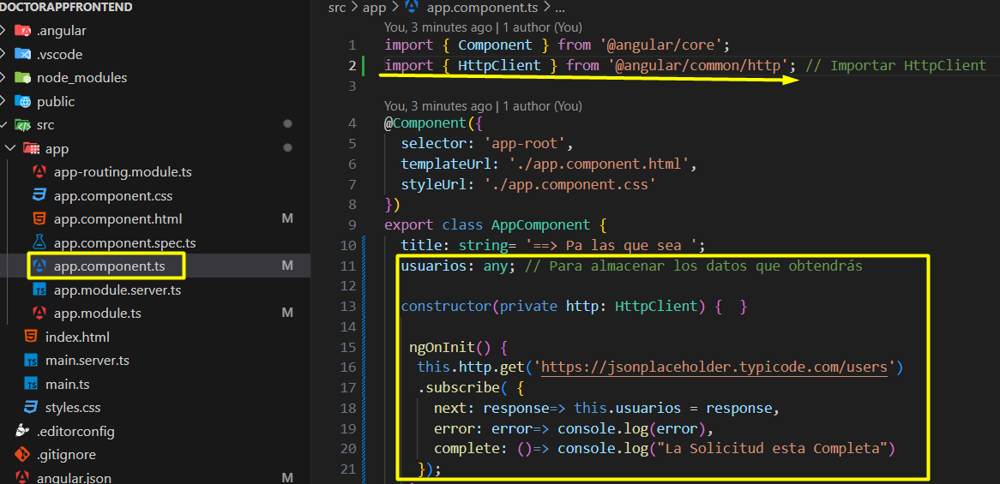 DOCTORAPPFRONTEND
.angular
.vscode
node_modules
public
src
app
app-routing.module.ts
app.component.css
app.component.html M
app.component.spec.ts
app.component.ts M
app.module.server.ts
app.module.ts M
index.html
main.server.ts
main.ts
styles.css
.editorconfig
.gitignore
angular.json M
src > app > app.component.ts > ...
You, 3 minutes ago | 1 author (You)
1 import { Component } from '@angular/core';
2 import { HttpClient } from '@angular/common/http'; // Importar HttpClient
3
You, 3 minutes ago | 1 author (You)
4 @Component({
5 selector: 'app-root',
6 templateUrl: './app.component.html',
7 styleUrl: './app.component.css'
8 })
9 export class AppComponent {
10 title: string= '==> Pa las que sea ';
11 usuarios: any; // Para almacenar los datos que obtendrás
12
13 constructor(private http: HttpClient) { }
14
15 ngOnInit() {
16 this.http.get('https://jsonplaceholder.typicode.com/users')
17 .subscribe( {
18 next: response=> this.usuarios = response,
19 error: error=> console.log(error),
20 complete: ()=> console.log("La Solicitud esta Completa")
21 });